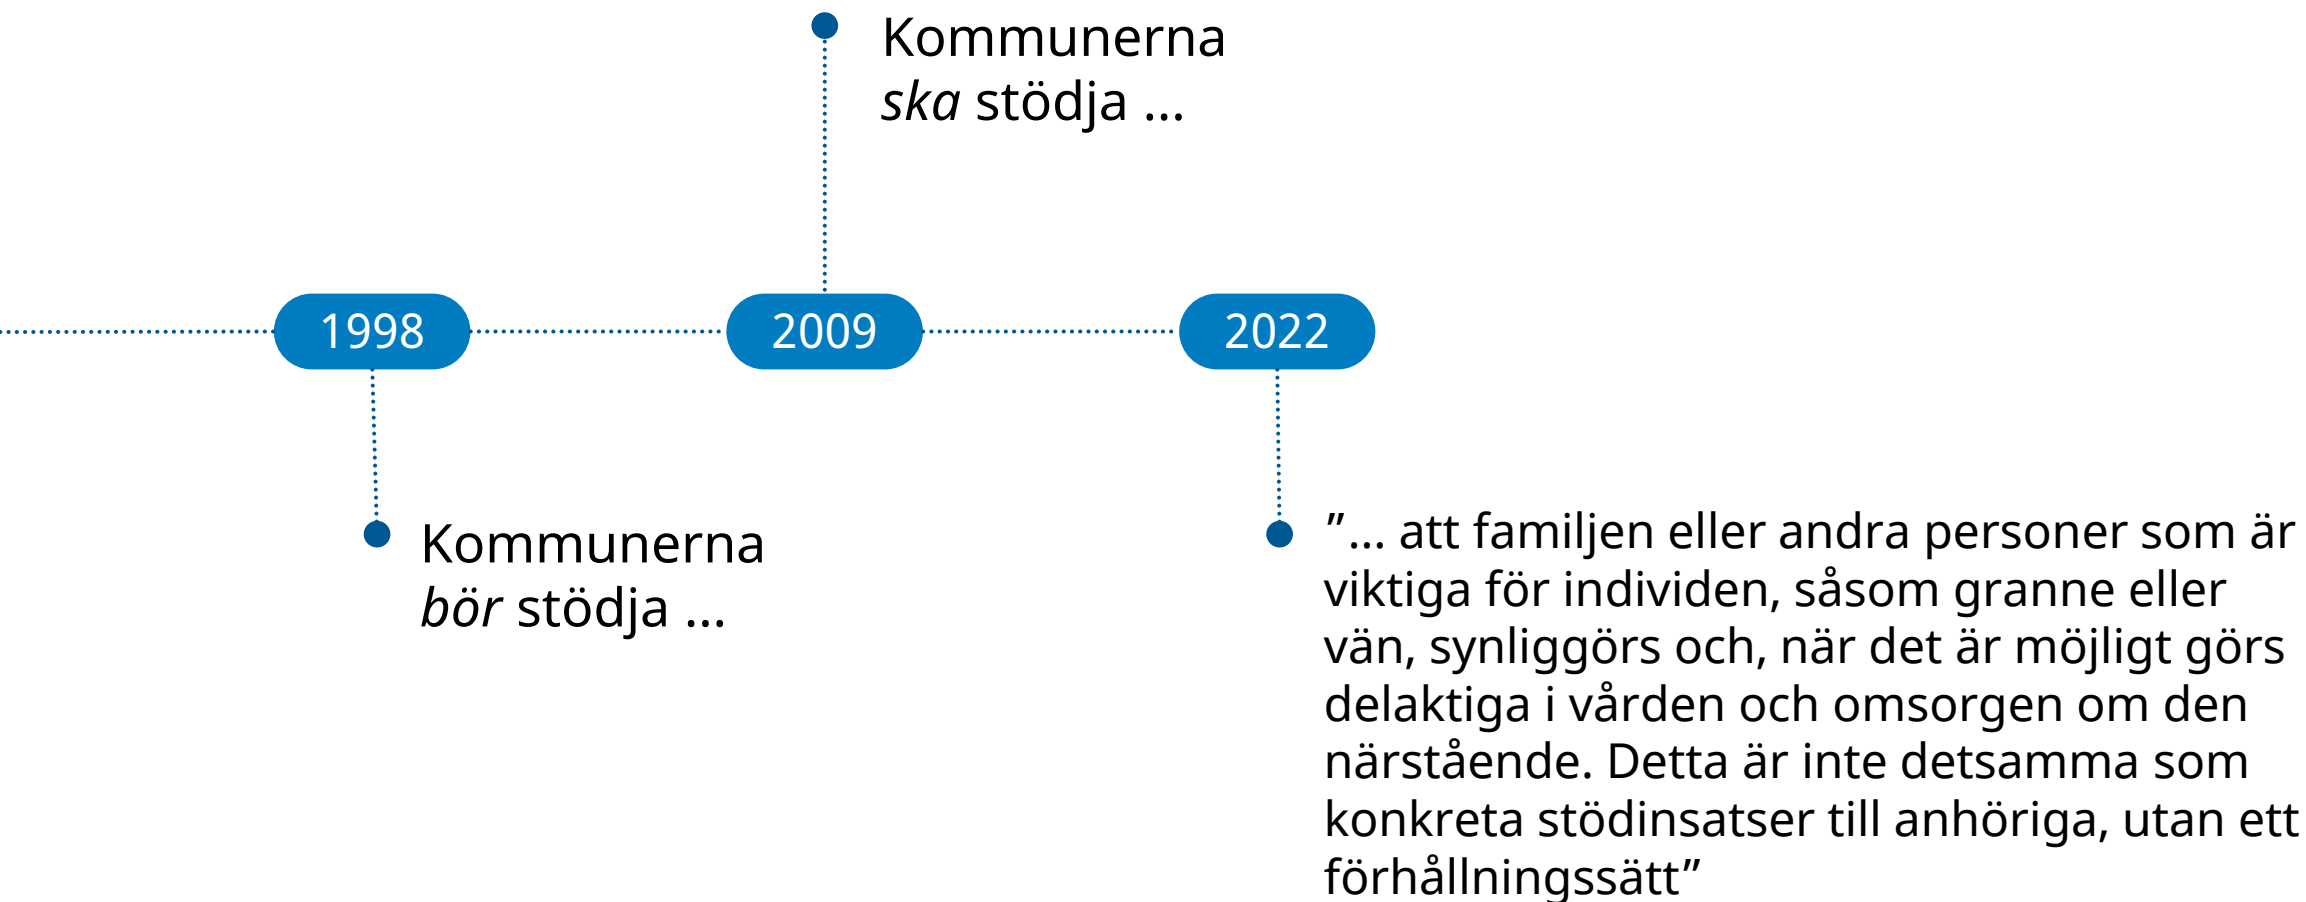 Kommunerna
ska stödja ...
1998
2009
2022
Kommunerna
bör stödja ...
”... att familjen eller andra personer som är
viktiga för individen, såsom granne eller
vän, synliggörs och, när det är möjligt görs
delaktiga i vården och omsorgen om den
närstående. Detta är inte detsamma som
konkreta stödinsatser till anhöriga, utan ett
förhållningssätt”